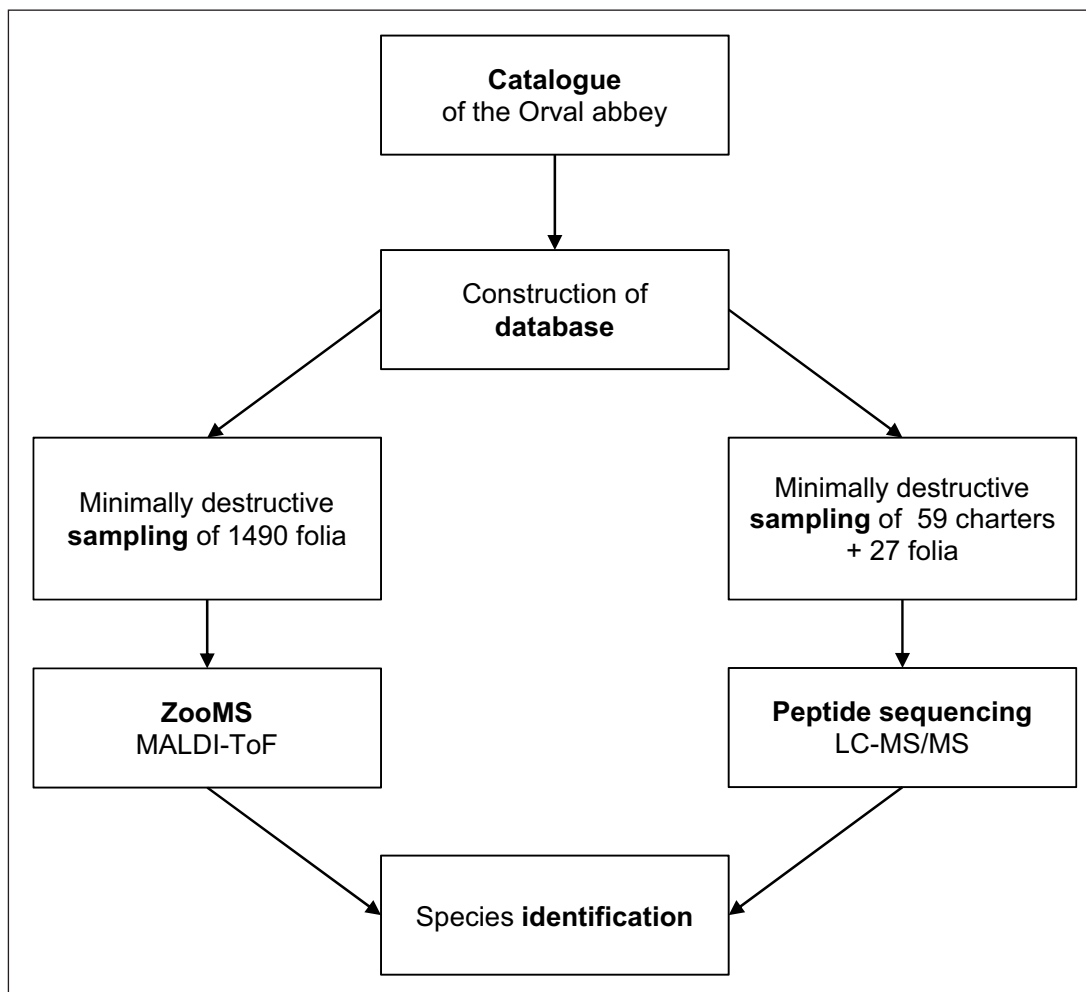 Catalogue
of the Orval abbey
Construction of
database
Minimally destructive
sampling of 1490 folia
Minimally destructive
sampling of 59 charters
+ 27 folia
ZooMS
MALDI-ToF
Peptide sequencing
LC-MS/MS
Species identification